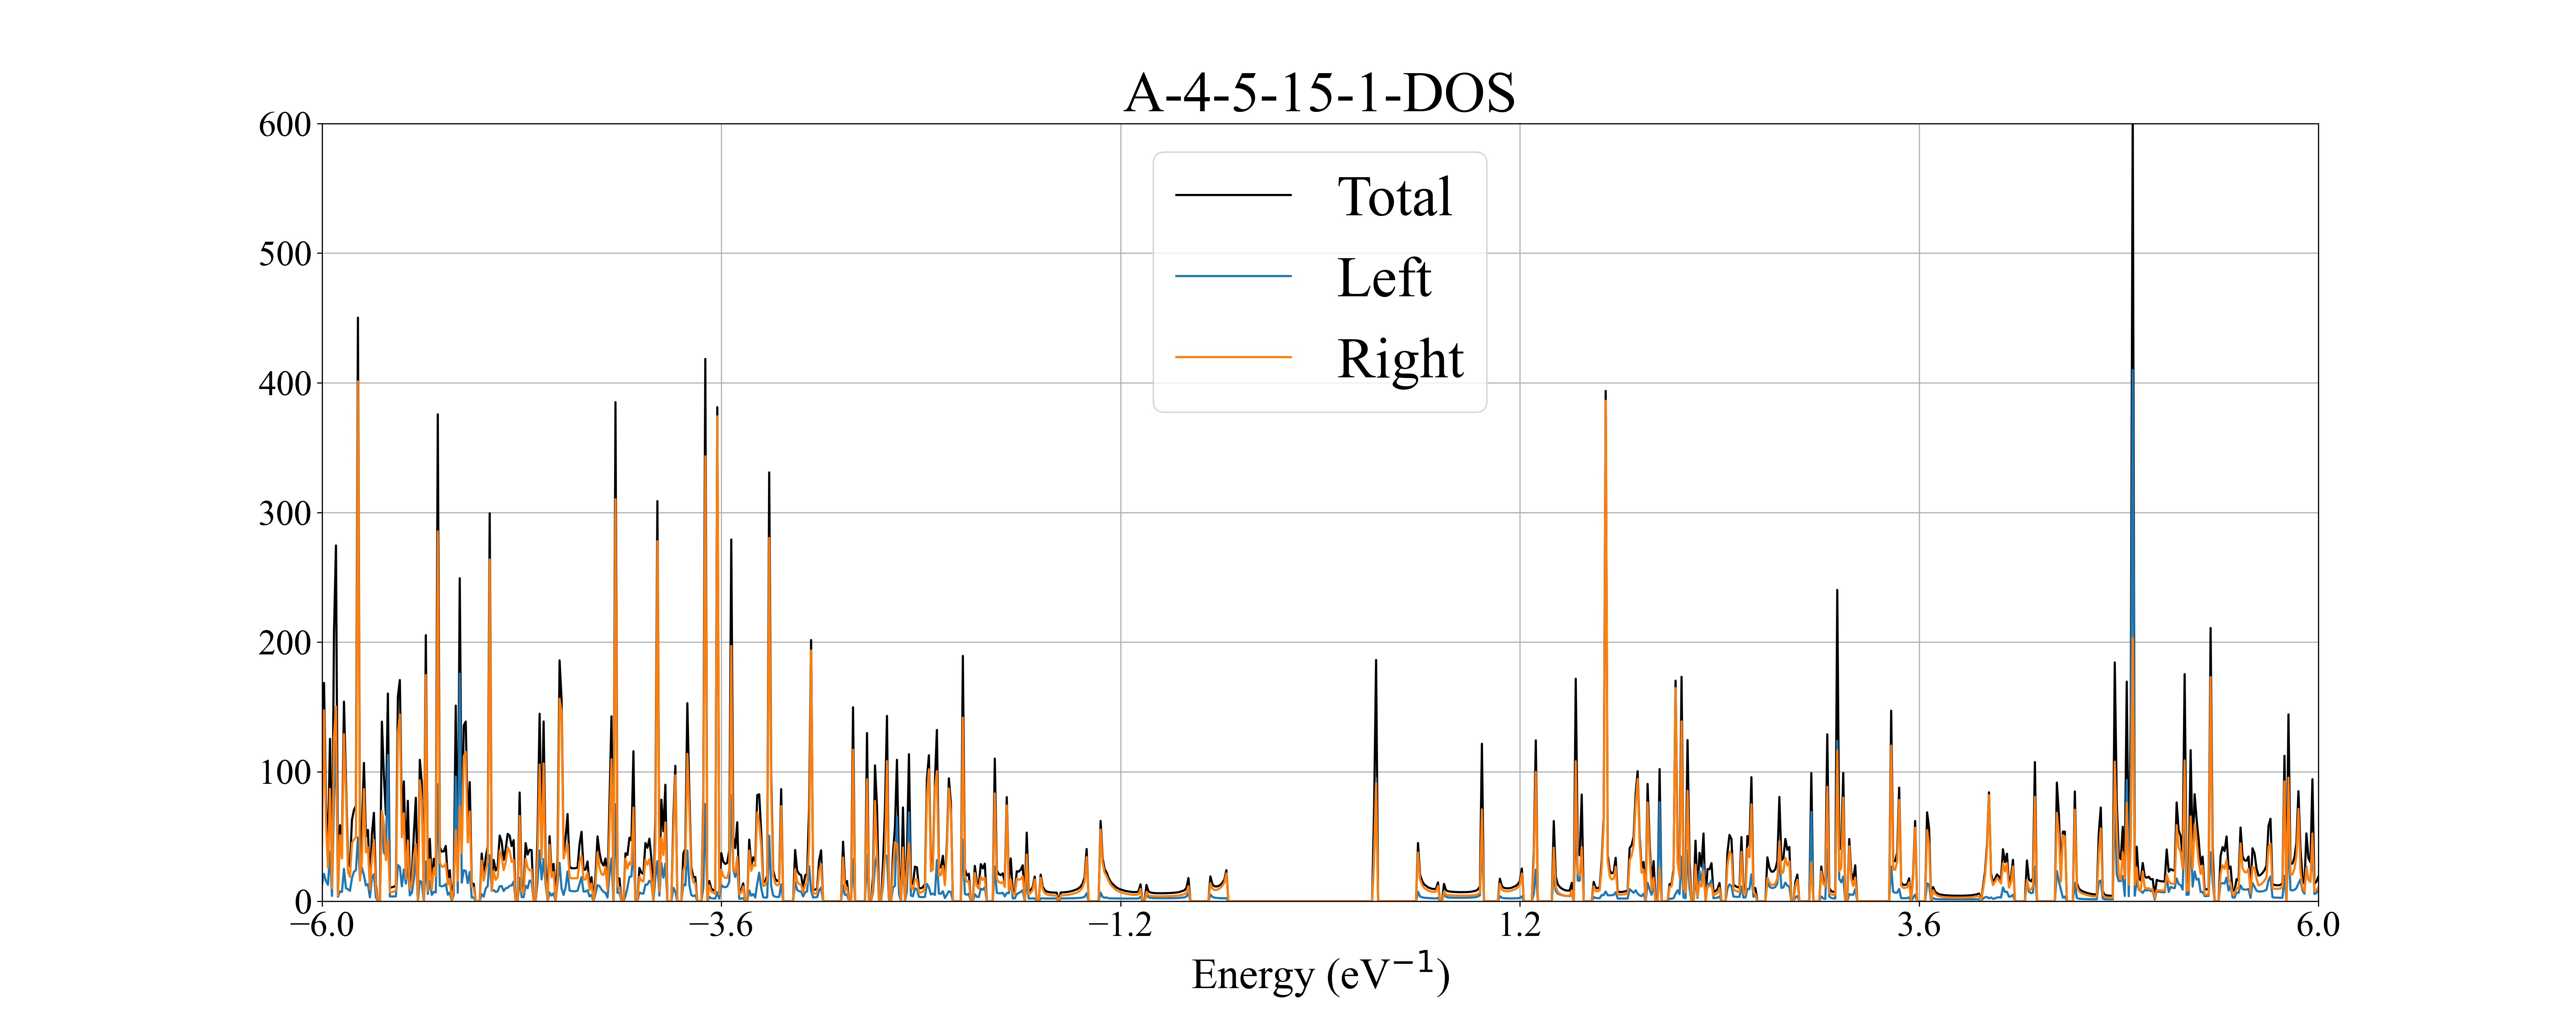 A-4-5-15-1-DOS
600
500
400
300
200
100
0
Total
Left
Right
−6.0 −3.6 −1.2 1.2 3.6 6.0
Energy (eV⁻¹)